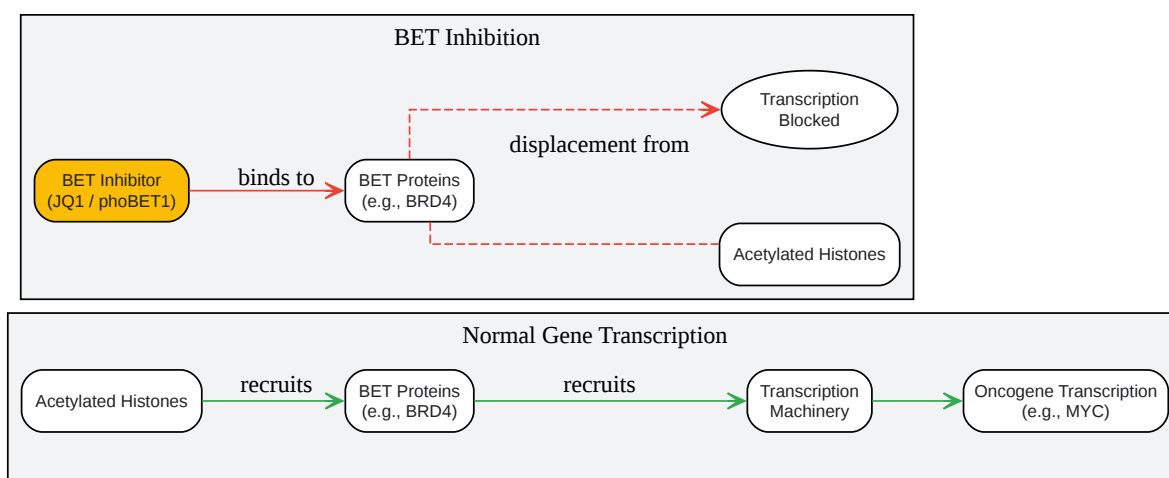 BET Inhibition
Transcription
Blocked
displacement from
BET Inhibitor
(JQ1 / phoBET1)
binds to
BET Proteins
(e.g., BRD4)
Acetylated Histones
Normal Gene Transcription
Acetylated Histones
recruits
BET Proteins
(e.g., BRD4)
recruits
Transcription
Machinery
Oncogene Transcription
(e.g., MYC)